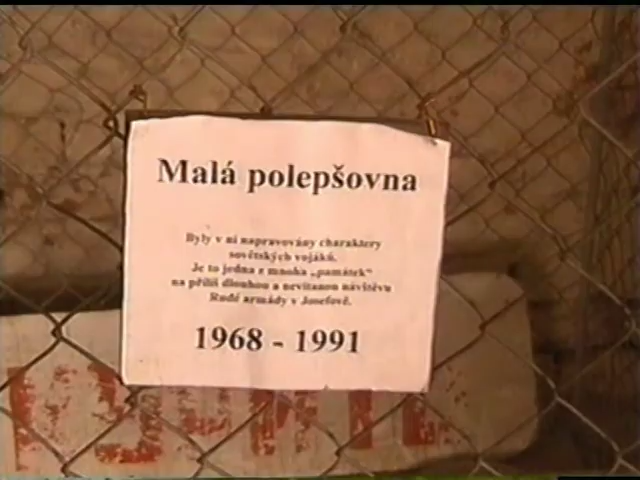 Malá polepšovna
Byly v ní napravovány charaktery
sovětských vojáků.
Je to jedna z mnoha „památek“
na příliš dlouhou a nevítanou návštěvu
Rudé armády v Josefově.
1968 - 1991